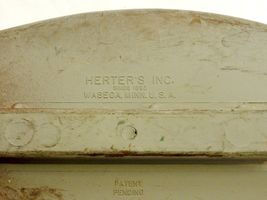 HERTER'S INC.
SINCE 1893
WASECA, MINN. U.S.A.
PATENT
PENDING